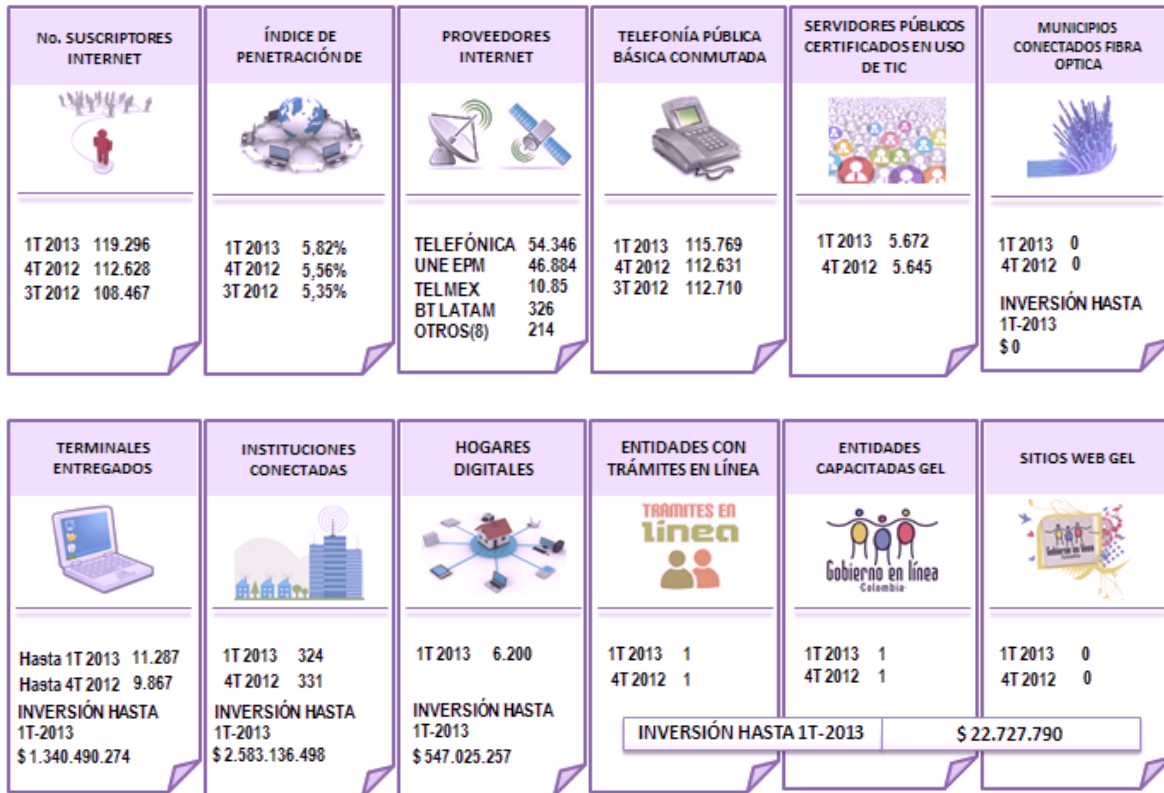 No. SUSCRIPTORES
INTERNET
1T 2013 119.296
4T 2012 112.628
3T 2012 108.467
ÍNDICE DE
PENETRACIÓN DE
1T 2013 5,82%
4T 2012 5,56%
3T 2012 5,35%
PROVEEDORES
INTERNET
TELEFÓNICA 54.346
UNE EPM 46.884
TELMEX 10.85
BT LATAM 326
OTROS(8) 214
TELEFONÍA PÚBLICA
BÁSICA CONMUTADA
1T 2013 115.769
4T 2012 112.631
3T 2012 112.710
SERVIDORES PÚBLICOS
CERTIFICADOS EN USO
DE TIC
1T 2013 5.672
4T 2012 5.645
MUNICIPIOS
CONECTADOS FIBRA
OPTICA
1T 2013 0
4T 2012 0
INVERSIÓN HASTA
1T-2013
$ 0
TERMINALES
ENTREGADOS
Hasta 1T 2013 11.287
Hasta 4T 2012 9.867
INVERSIÓN HASTA
1T-2013
$ 1.340.490.274
INSTITUCIONES
CONECTADAS
1T 2013 324
4T 2012 331
INVERSIÓN HASTA
1T-2013
$ 2.583.136.498
HOGARES
DIGITALES
1T 2013 6.200
INVERSIÓN HASTA
1T-2013
$ 547.025.257
ENTIDADES CON
TRÁMITES EN LÍNEA
TRÁMITES EN
línea
1T 2013 1
4T 2012 1
ENTIDADES
CAPACITADAS GEL
Gobierno en línea
Colombia
1T 2013 1
4T 2012 1
SITIOS WEB GEL
Gobierno en línea
1T 2013 0
4T 2012 0
INVERSIÓN HASTA 1T-2013 $ 22.727.790